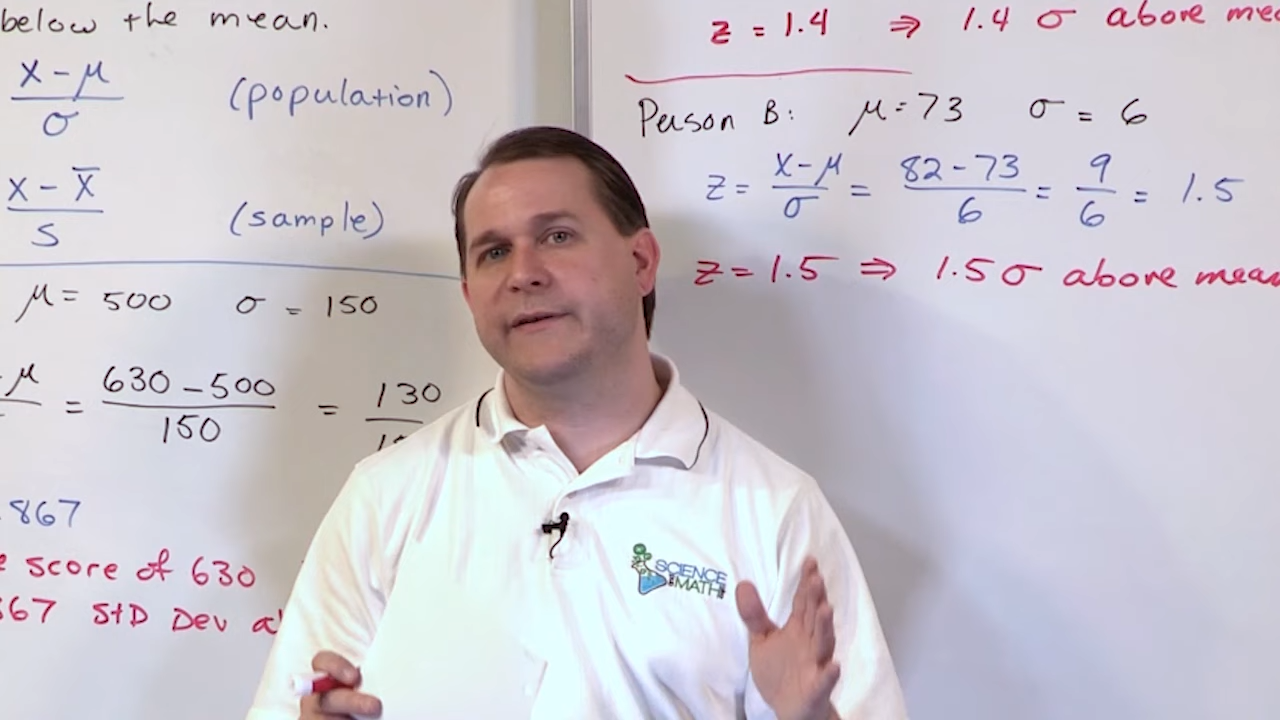 below the mean.
x - μ
σ
(population)
x - x̄
s
(sample)
μ = 500 σ = 150
μ = 630 - 500 = 130
150
.867
score of 630
867 STD Dev
z = 1.4 ⇒ 1.4 σ above
Person B: μ = 73 σ = 6
z = x - μ = 82 - 73 = 9 = 1.5
σ 6 6
z = 1.5 ⇒ 1.5 σ above mean
SCIENCE
MATH